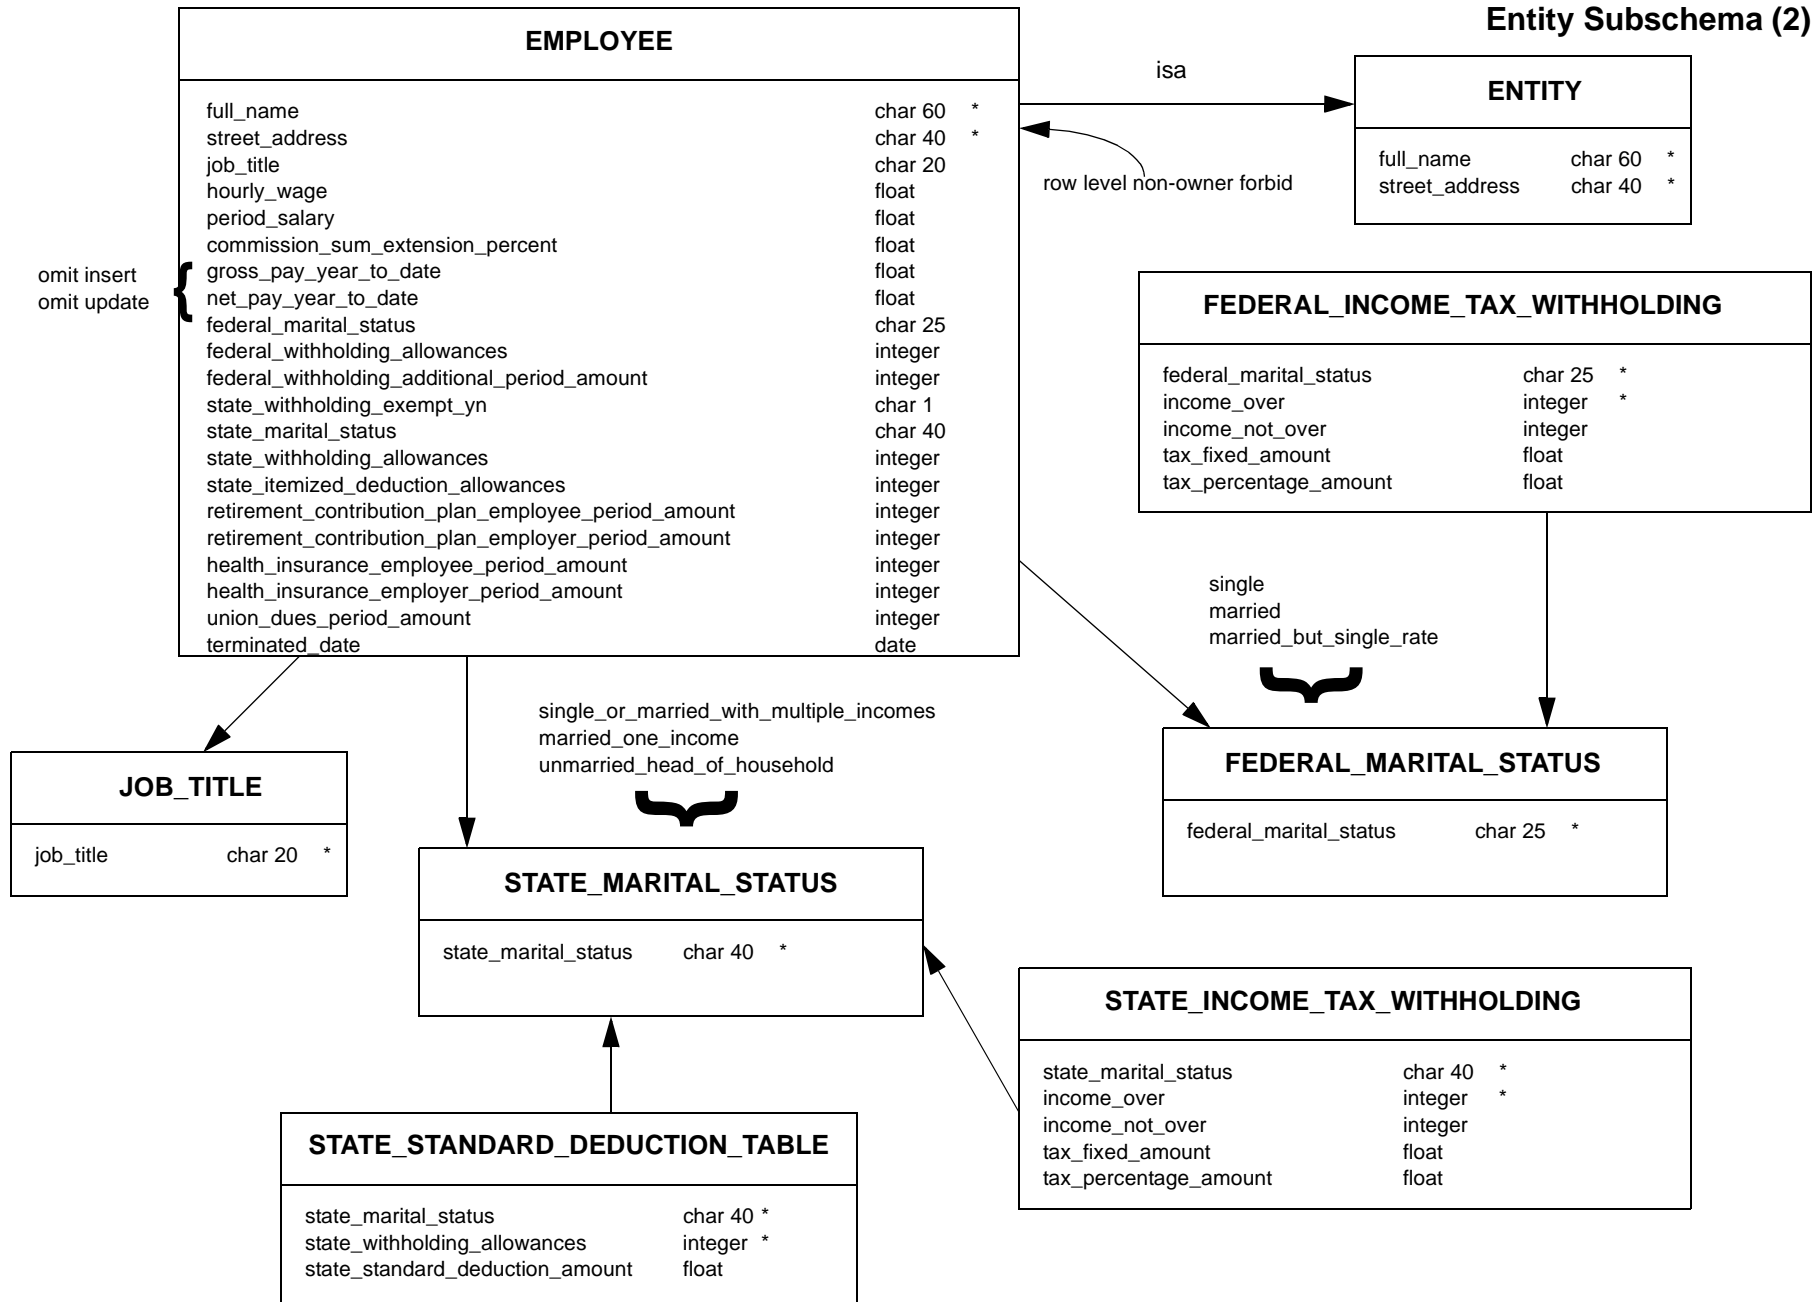 Entity Subschema (2)
EMPLOYEE
full_name char 60 *
street_address char 40 *
job_title char 20
hourly_wage float
period_salary float
commission_sum_extension_percent float
gross_pay_year_to_date float
net_pay_year_to_date float
federal_marital_status char 25
federal_withholding_allowances integer
federal_withholding_additional_period_amount integer
state_withholding_exempt_yn char 1
state_marital_status char 40
state_withholding_allowances integer
state_itemized_deduction_allowances integer
retirement_contribution_plan_employee_period_amount integer
retirement_contribution_plan_employer_period_amount integer
health_insurance_employee_period_amount integer
health_insurance_employer_period_amount integer
union_dues_period_amount integer
terminated_date date
omit insert
omit update
isa
row level non-owner forbid
ENTITY
full_name char 60 *
street_address char 40 *
FEDERAL_INCOME_TAX_WITHHOLDING
federal_marital_status char 25 *
income_over integer *
income_not_over integer
tax_fixed_amount float
tax_percentage_amount float
single
married
married_but_single_rate
FEDERAL_MARITAL_STATUS
federal_marital_status char 25 *
JOB_TITLE
job_title char 20 *
single_or_married_with_multiple_incomes
married_one_income
unmarried_head_of_household
STATE_MARITAL_STATUS
state_marital_status char 40 *
STATE_INCOME_TAX_WITHHOLDING
state_marital_status char 40 *
income_over integer *
income_not_over integer
tax_fixed_amount float
tax_percentage_amount float
STATE_STANDARD_DEDUCTION_TABLE
state_marital_status char 40 *
state_withholding_allowances integer *
state_standard_deduction_amount float